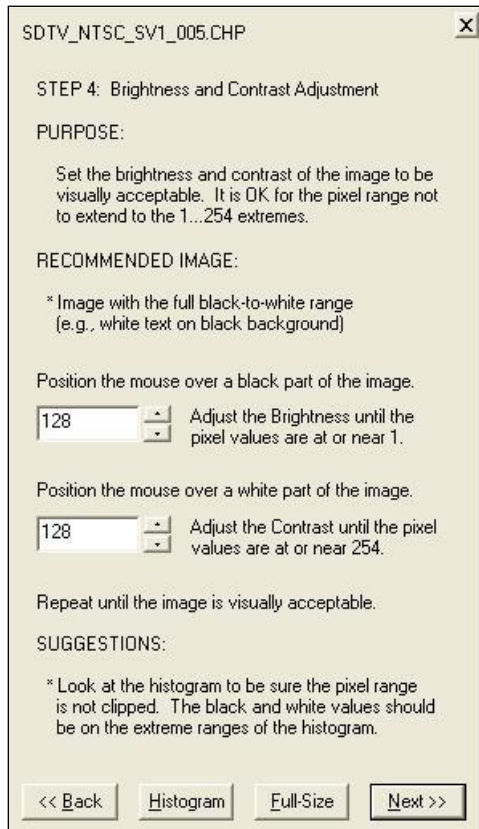 SDTV_NTSC_SV1_005.CHP
STEP 4: Brightness and Contrast Adjustment
PURPOSE:
Set the brightness and contrast of the image to be
visually acceptable. It is OK for the pixel range not
to extend to the 1...254 extremes.
RECOMMENDED IMAGE:
* Image with the full black-to-white range
(e.g., white text on black background)
Position the mouse over a black part of the image.
128
Adjust the Brightness until the
pixel values are at or near 1.
Position the mouse over a white part of the image.
128
Adjust the Contrast until the pixel
values are at or near 254.
Repeat until the image is visually acceptable.
SUGGESTIONS:
* Look at the histogram to be sure the pixel range
is not clipped. The black and white values should
be on the extreme ranges of the histogram.
<< Back
Histogram
Full-Size
Next >>